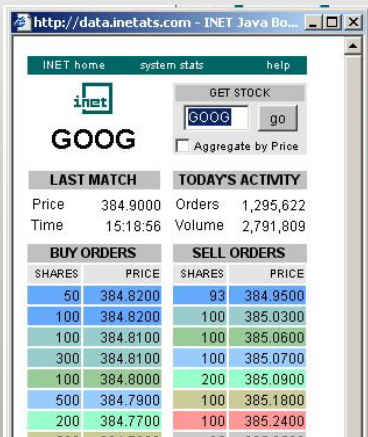 http://data.inetats.com - INET Java Bo...
INET home system stats help
inet
GOOG
GET STOCK
GOOG go
Aggregate by Price
LAST MATCH
Price 384.9000
Time 15:18:56
TODAY'S ACTIVITY
Orders 1,295,622
Volume 2,791,809
BUY ORDERS SELL ORDERS
SHARES PRICE SHARES PRICE
50 384.8200 93 384.9500
100 384.8200 100 385.0300
100 384.8100 100 385.0600
300 384.8100 100 385.0700
100 384.8000 200 385.0900
500 384.7900 100 385.1800
200 384.7700 100 385.2400